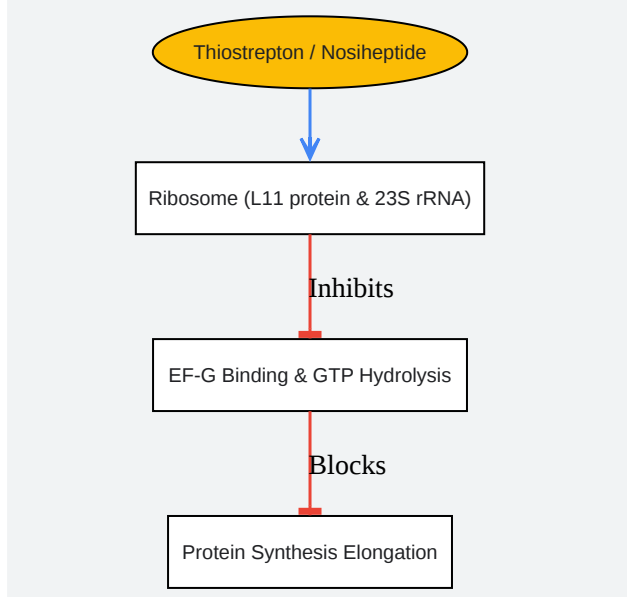 Thiostrepton / Nosiheptide
Ribosome (L11 protein & 23S rRNA)
Inhibits
EF-G Binding & GTP Hydrolysis
Blocks
Protein Synthesis Elongation